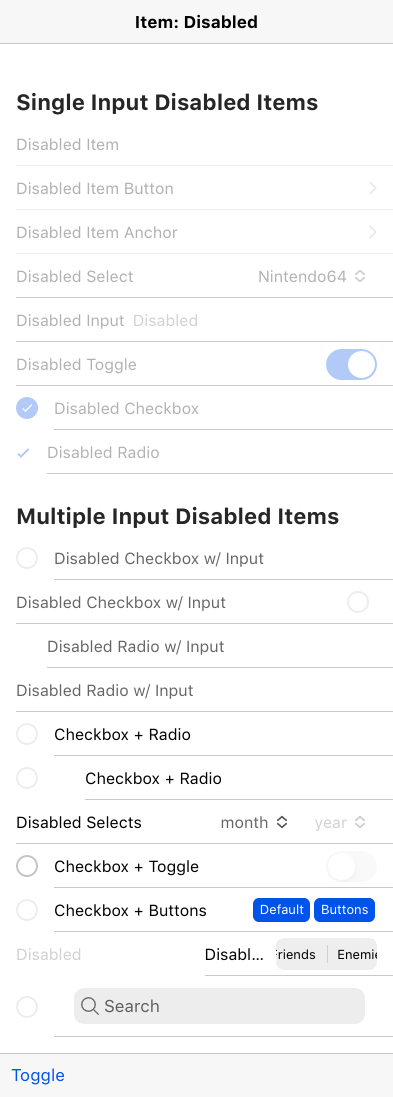 Item: Disabled
Single Input Disabled Items
Disabled Item
Disabled Item Button
Disabled Item Anchor
Disabled Select Nintendo64
Disabled Input Disabled
Disabled Toggle
Disabled Checkbox
Disabled Radio
Multiple Input Disabled Items
Disabled Checkbox w/ Input
Disabled Checkbox w/ Input
Disabled Radio w/ Input
Disabled Radio w/ Input
Checkbox + Radio
Checkbox + Radio
Disabled Selects month year
Checkbox + Toggle
Checkbox + Buttons Default Buttons
Disabled Disabl... riends Enemie
Search
Toggle